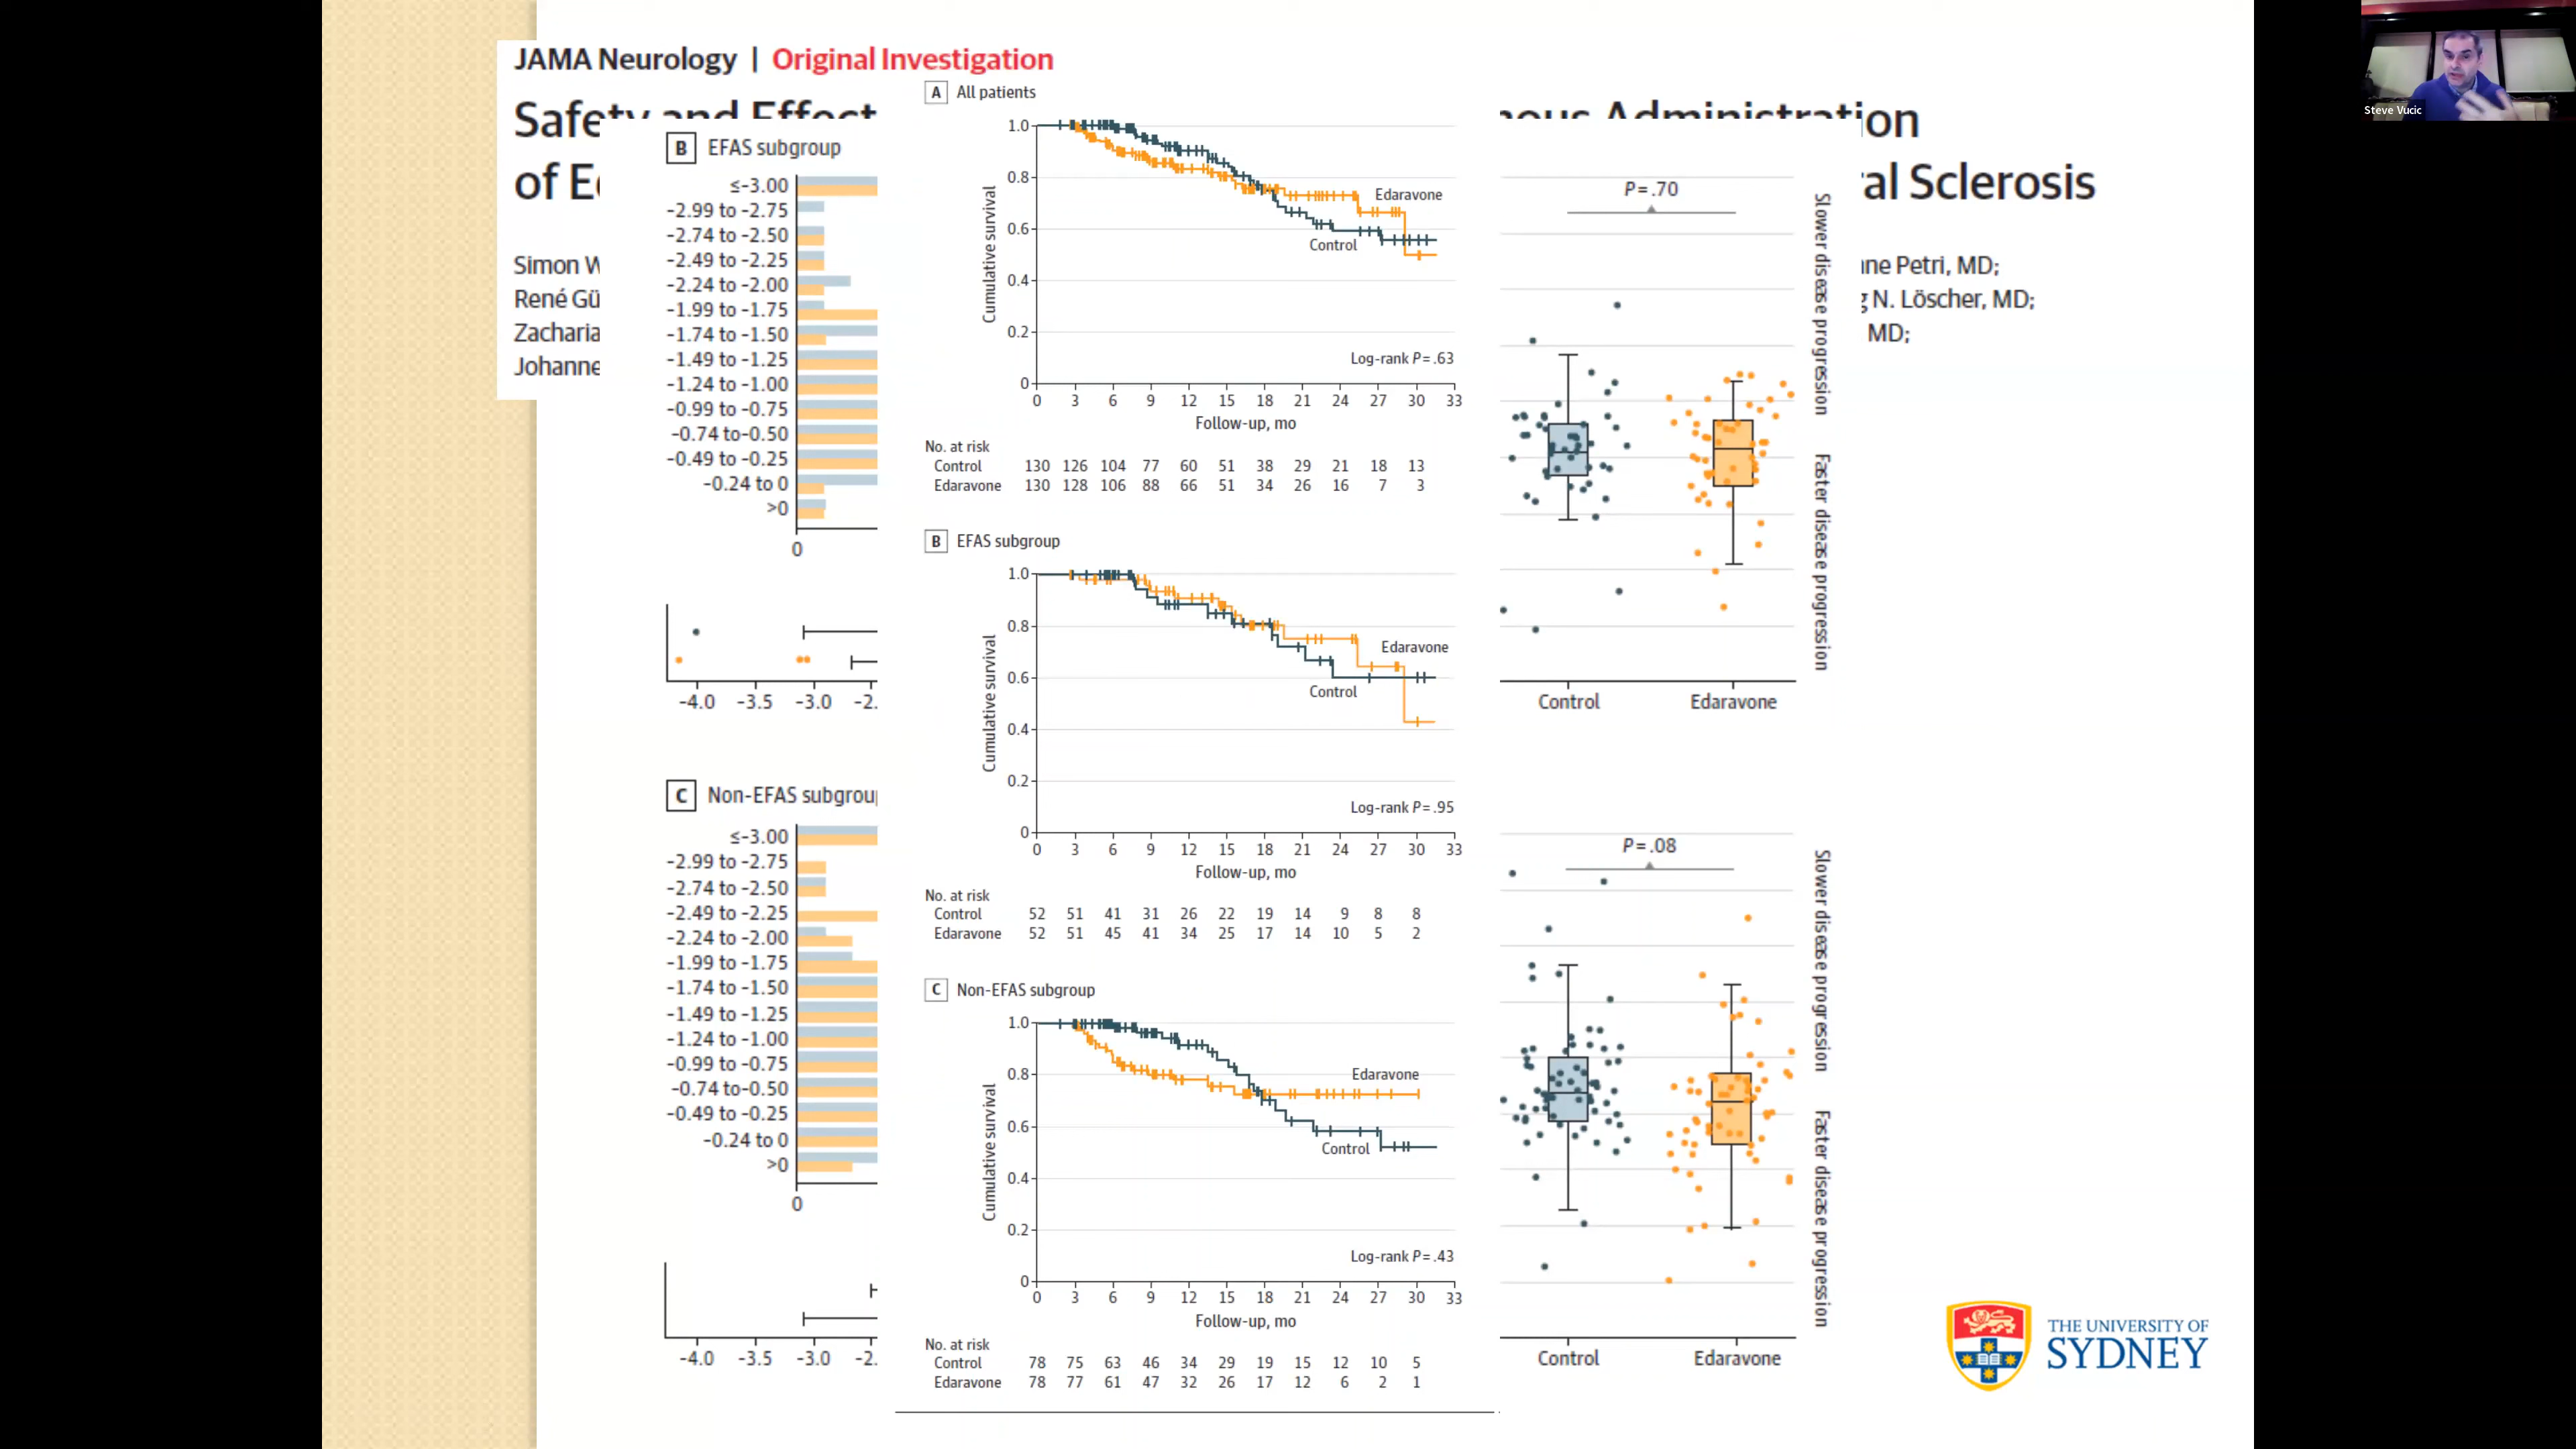 JAMA Neurology | Original Investigation
Safety and Effect
nous Administration
of E
al Sclerosis
Simon W
ne Petri, MD;
René Gü
N. Löscher, MD;
Zacharia
MD;
Johanne
B EFAS subgroup
≤-3.00
-2.99 to -2.75
-2.74 to -2.50
-2.49 to -2.25
-2.24 to -2.00
-1.99 to -1.75
-1.74 to -1.50
-1.49 to -1.25
-1.24 to -1.00
-0.99 to -0.75
-0.74 to-0.50
-0.49 to -0.25
-0.24 to 0
>0
0
-4.0 -3.5 -3.0 -2.
C Non-EFAS subgroup
≤-3.00
-2.99 to -2.75
-2.74 to -2.50
-2.49 to -2.25
-2.24 to -2.00
-1.99 to -1.75
-1.74 to -1.50
-1.49 to -1.25
-1.24 to -1.00
-0.99 to -0.75
-0.74 to-0.50
-0.49 to -0.25
-0.24 to 0
>0
0
-4.0 -3.5 -3.0 -2.
A All patients
Cumulative survival
1.0
0.8
0.6
0.4
0.2
0
Edaravone
Control
Log-rank P=.63
0 3 6 9 12 15 18 21 24 27 30 33
Follow-up, mo
No. at risk
Control 130 126 104 77 60 51 38 29 21 18 13
Edaravone 130 128 106 88 66 51 34 26 16 7 3
B EFAS subgroup
Cumulative survival
1.0
0.8
0.6
0.4
0.2
0
Edaravone
Control
Log-rank P=.95
0 3 6 9 12 15 18 21 24 27 30 33
Follow-up, mo
No. at risk
Control 52 51 41 31 26 22 19 14 9 8 8
Edaravone 52 51 45 41 34 25 17 14 10 5 2
C Non-EFAS subgroup
Cumulative survival
1.0
0.8
0.6
0.4
0.2
0
Edaravone
Control
Log-rank P=.43
0 3 6 9 12 15 18 21 24 27 30 33
Follow-up, mo
No. at risk
Control 78 75 63 46 34 29 19 15 12 10 5
Edaravone 78 77 61 47 32 26 17 12 6 2 1
P=.70
Slower disease progression
Faster disease progression
Control Edaravone
P=.08
Slower disease progression
Faster disease progression
Control Edaravone
THE UNIVERSITY OF
SYDNEY
Steve Vucic